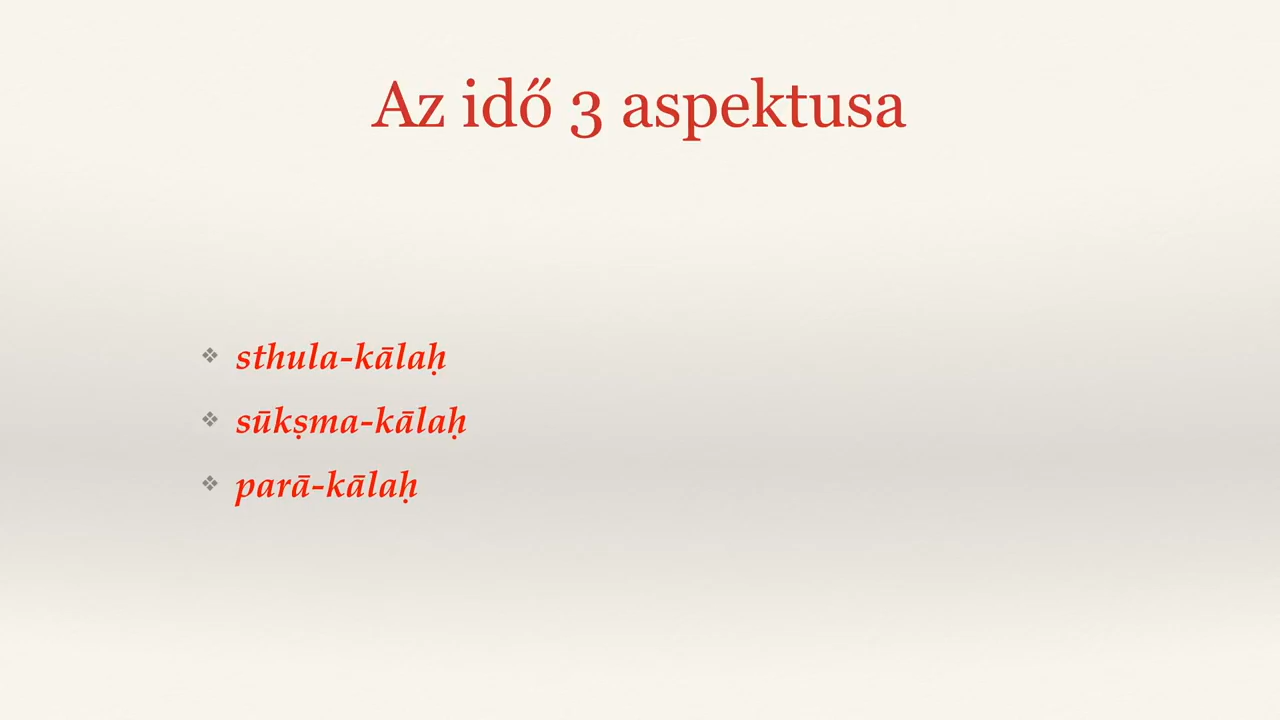 Az idő 3 aspektusa
❖ sthula-kālaḥ
❖ sūkṣma-kālaḥ
❖ parā-kālaḥ